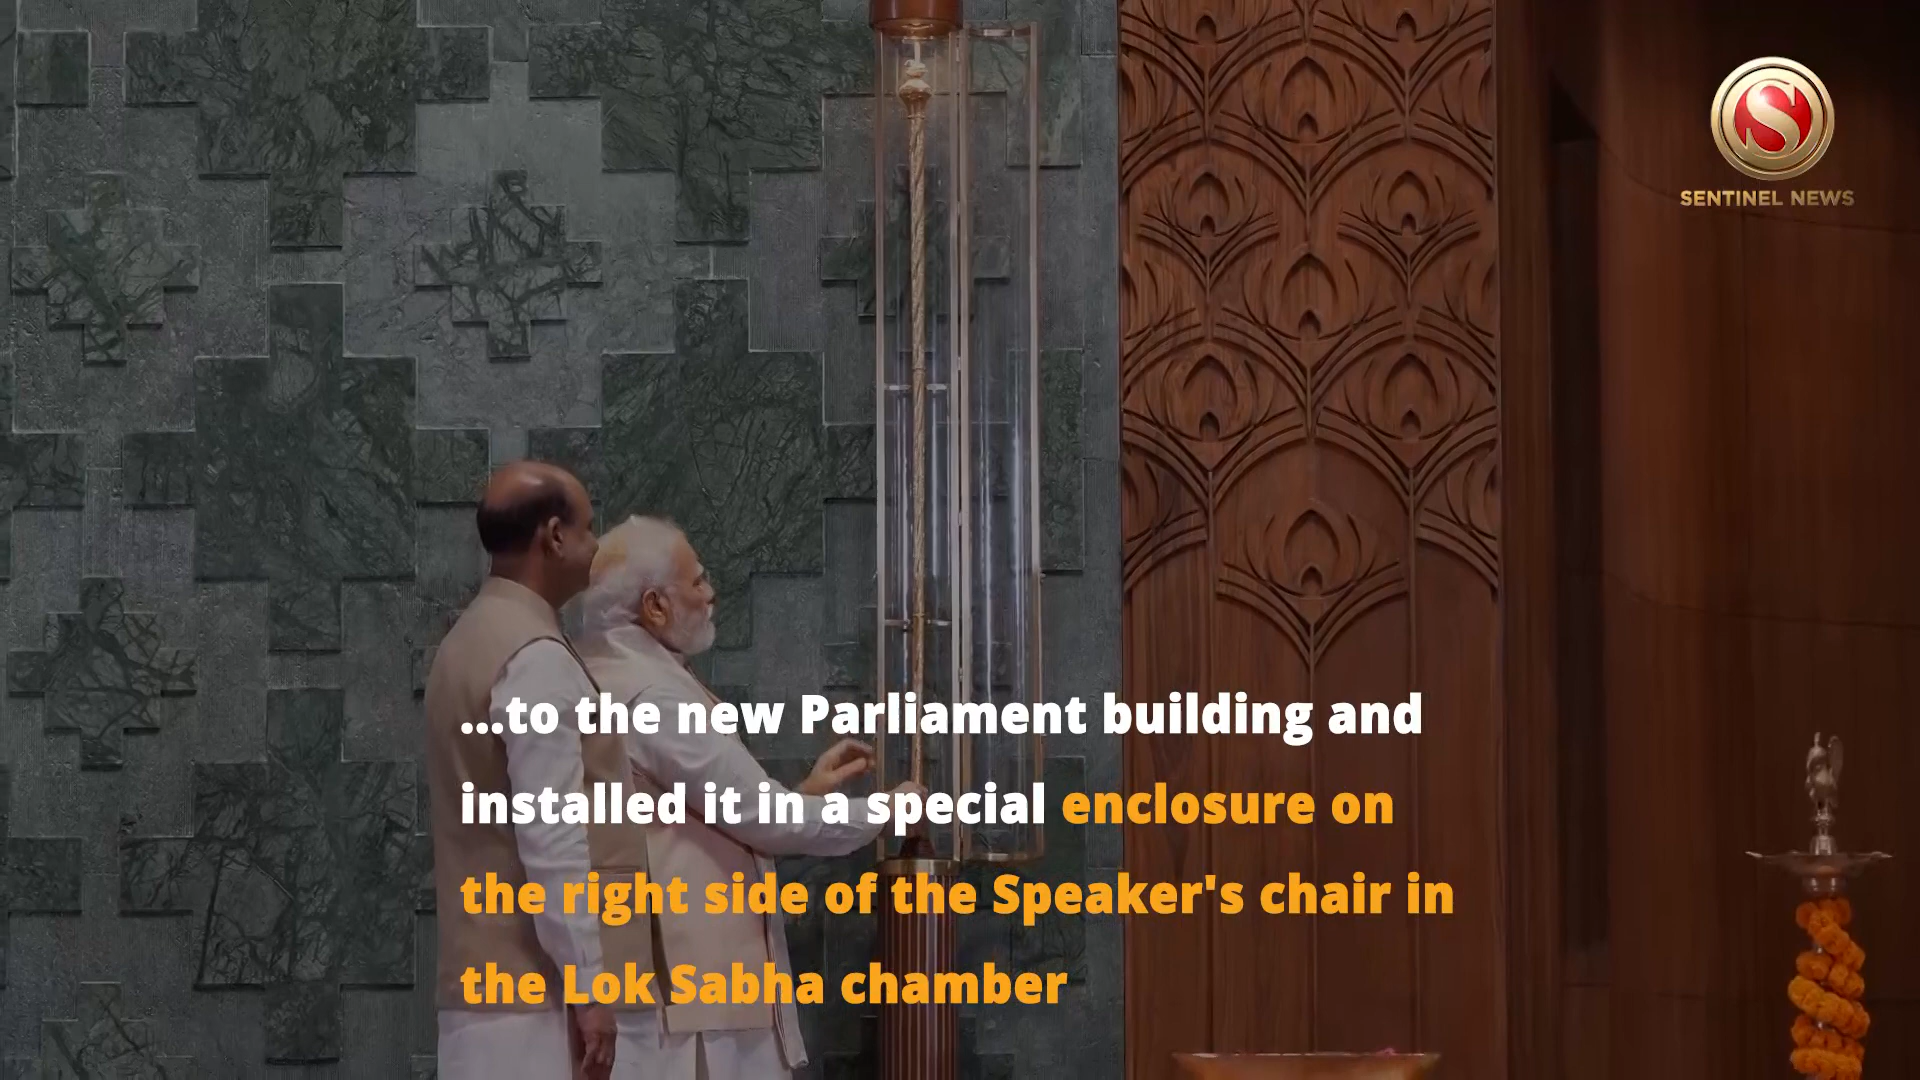 S
SENTINEL NEWS
...to the new Parliament building and
installed it in a special enclosure on
the right side of the Speaker's chair in
the Lok Sabha chamber